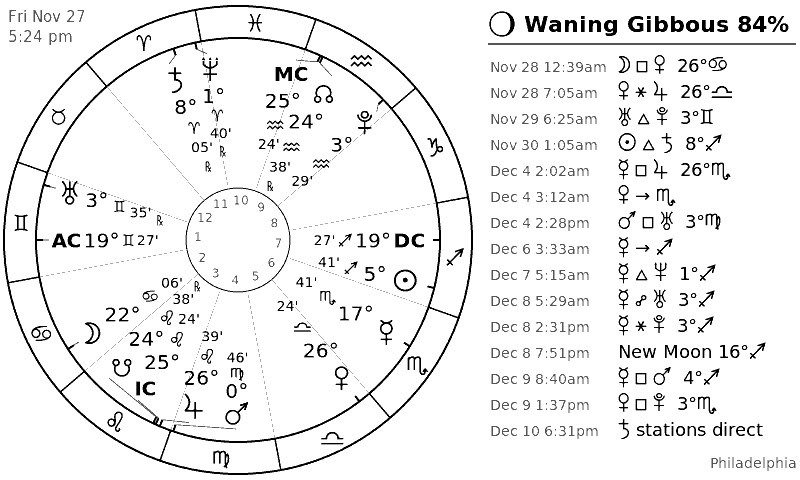 Fri Nov 27
5:24 pm
☽ Waning Gibbous 84%
Nov 28 12:39am ☽ □ ♀ 26°♋
Nov 28 7:05am ♀ ⚹ ♃ 26°♎
Nov 29 6:25am ♅ △ ♇ 3°♊
Nov 30 1:05am ☉ △ ♄ 8°♐
Dec 4 2:02am ☿ □ ♃ 26°♏
Dec 4 3:12am ♀ → ♏
Dec 4 2:28pm ♂ □ ♅ 3°♍
Dec 6 3:33am ☿ → ♐
Dec 7 5:15am ☿ △ ♆ 1°♐
Dec 8 5:29am ☿ ☍ ♅ 3°♐
Dec 8 2:31pm ☿ ⚹ ♇ 3°♐
Dec 8 7:51pm New Moon 16°♐
Dec 9 8:40am ☿ □ ♂ 4°♐
Dec 9 1:37pm ♀ □ ♇ 3°♏
Dec 10 6:31pm ♄ stations direct
Philadelphia
♈ ♓ ♒ ♑ ♐ ♏ ♎ ♍ ♌ ♋ ♊ ♉
♄ 8° ♈ 05' ℞
♆ 1° ♈ 40' ℞
MC 25° ♒ 24'
☊ 24° ♒ 38' ℞
♇ 3° ♒ 29'
♅ 3° ♊ 35' ℞
AC 19° ♊ 27'
27' ♐ 19° DC
41' ♐ 5° ☉
41' ♏ 17° ☿
24' ♎ 26° ♀
☽ 22° ♋ 06'
☋ 24° ♌ 38' ℞
IC 25° ♌ 24'
♃ 26° ♌ 39'
♂ 0° ♍ 46'
1 2 3 4 5 6 7 8 9 10 11 12